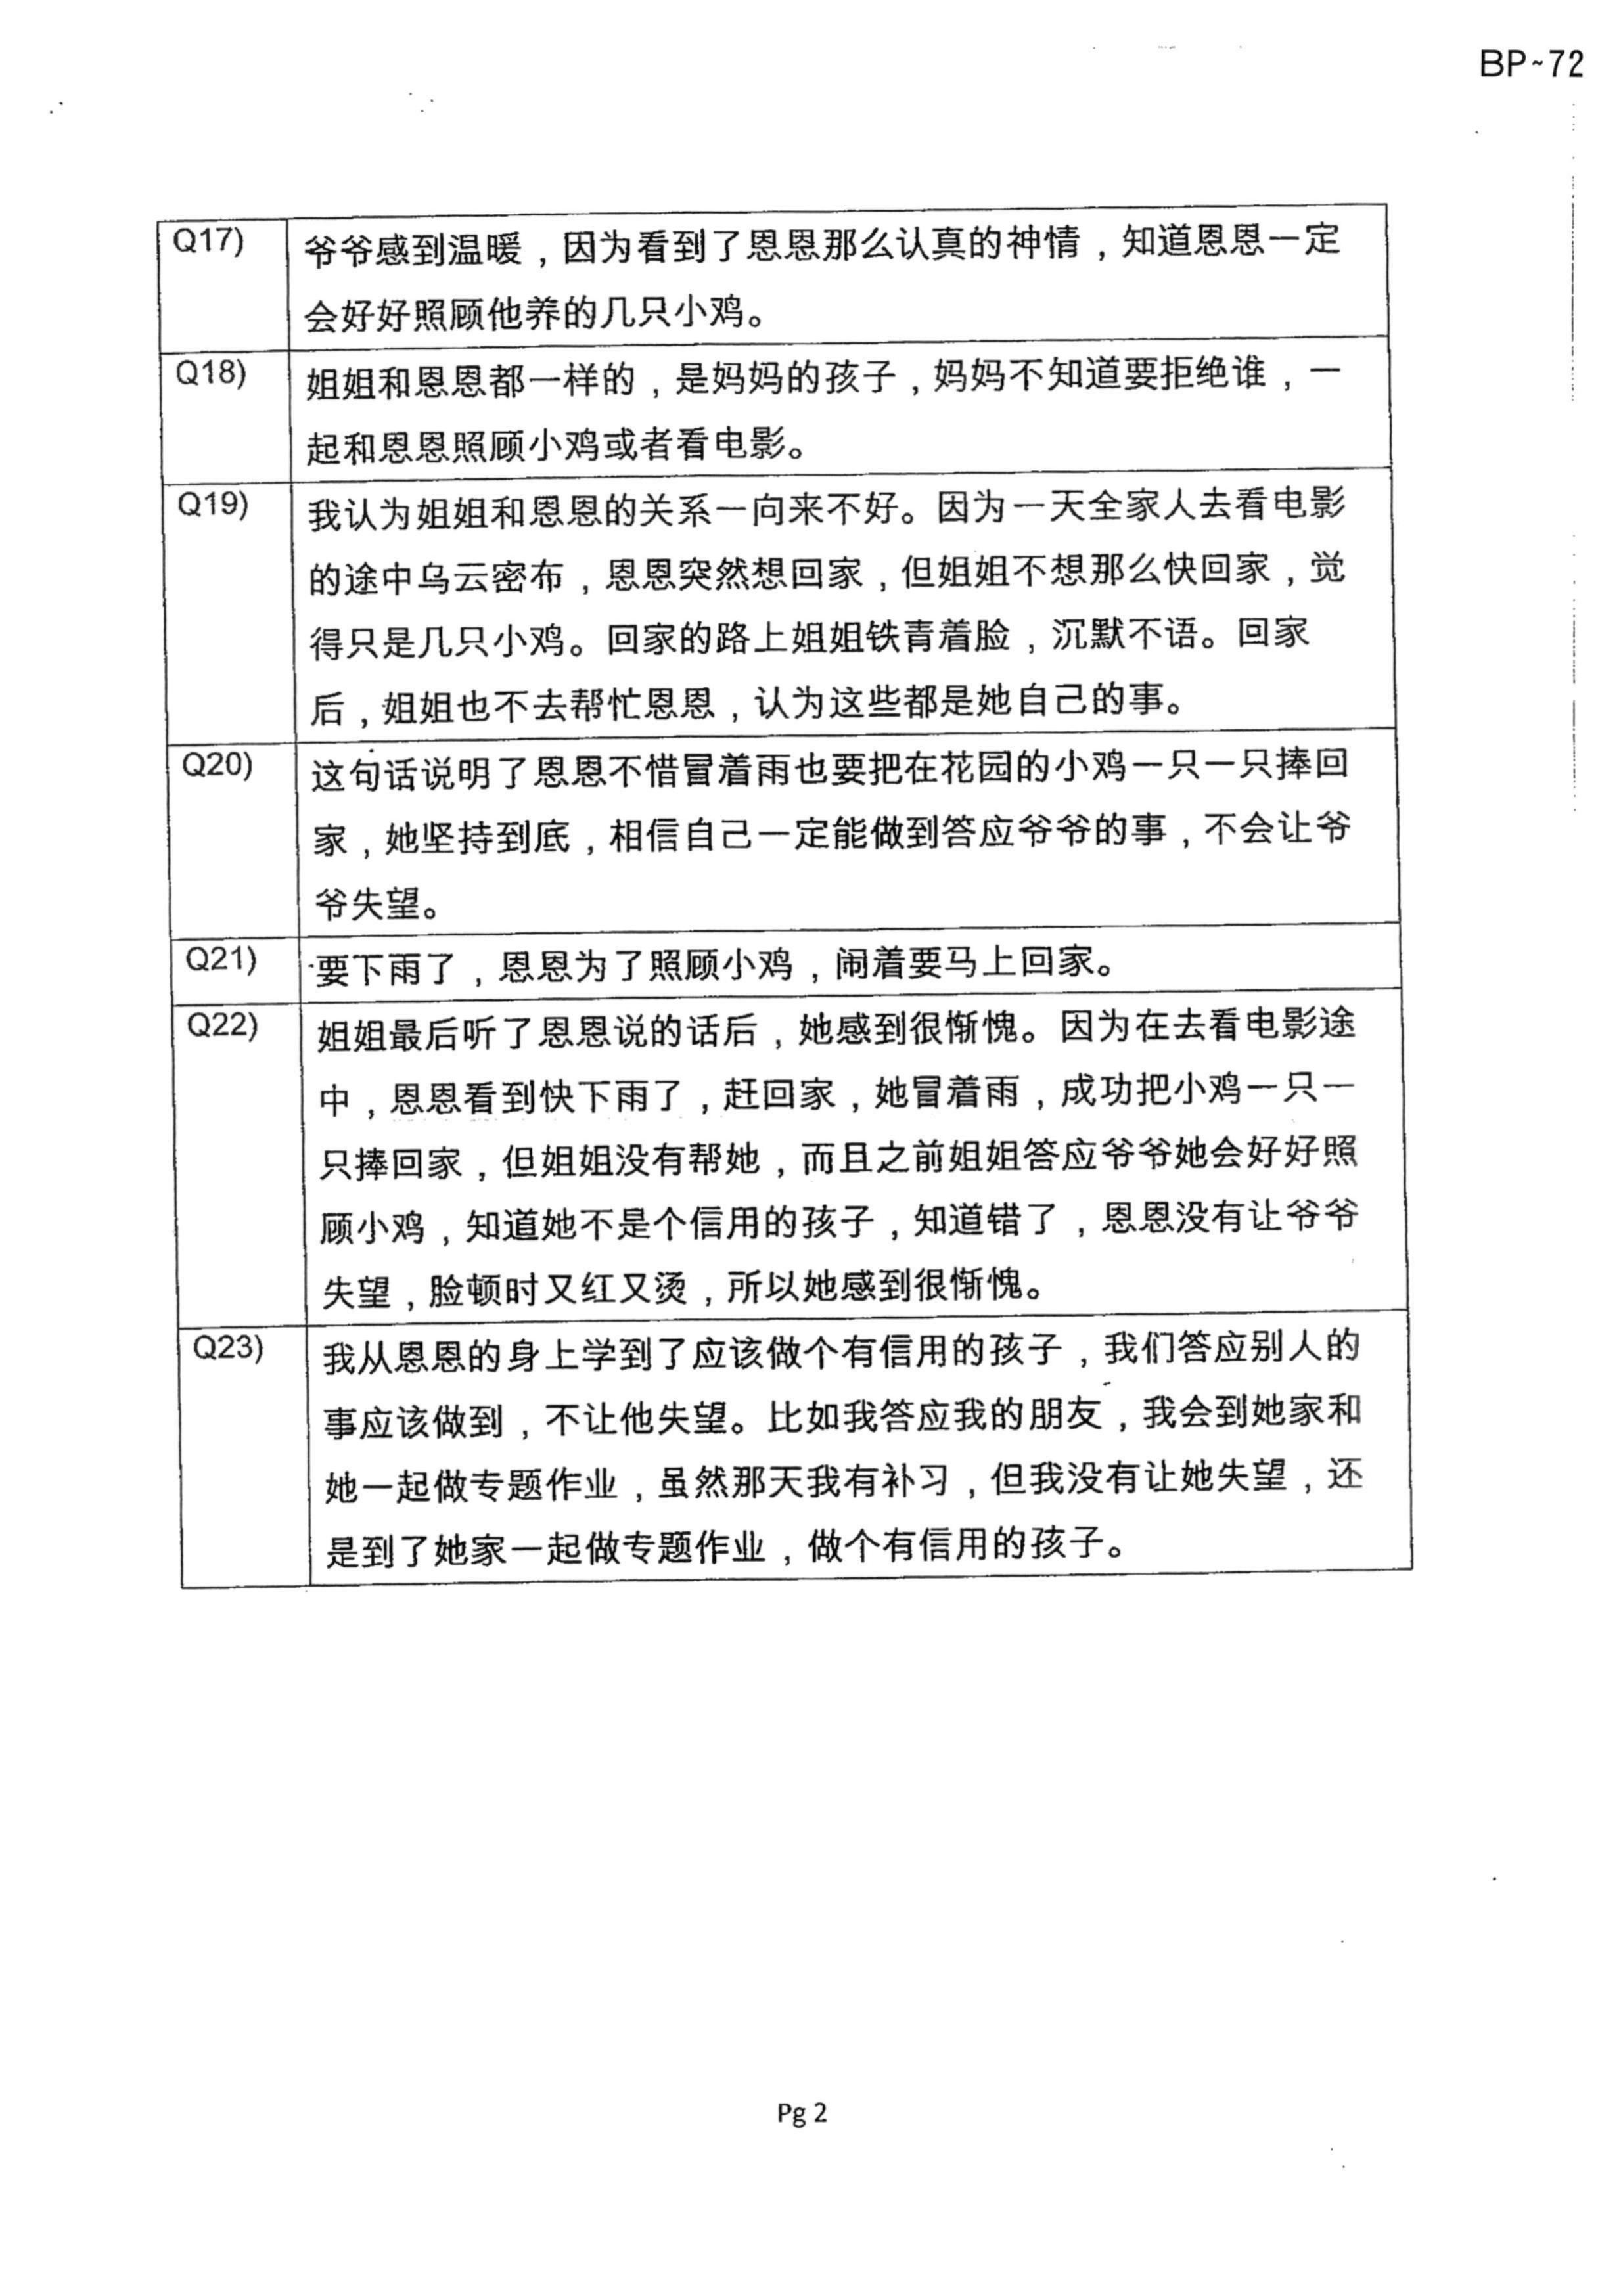 BP~72
Q17) 爷爷感到温暖，因为看到了恩恩那么认真的神情，知道恩恩一定
会好好照顾他养的几只小鸡。
Q18) 姐姐和恩恩都一样的，是妈妈的孩子，妈妈不知道要拒绝谁，一
起和恩恩照顾小鸡或者看电影。
Q19) 我认为姐姐和恩恩的关系一向来不好。因为一天全家人去看电影
的途中乌云密布，恩恩突然想回家，但姐姐不想那么快回家，觉
得只是几只小鸡。回家的路上姐姐铁青着脸，沉默不语。回家
后，姐姐也不去帮忙恩恩，认为这些都是她自己的事。
Q20) 这句话说明了恩恩不惜冒着雨也要把在花园的小鸡一只一只捧回
家，她坚持到底，相信自己一定能做到答应爷爷的事，不会让爷
爷失望。
Q21) 要下雨了，恩恩为了照顾小鸡，闹着要马上回家。
Q22) 姐姐最后听了恩恩说的话后，她感到很惭愧。因为在去看电影途
中，恩恩看到快下雨了，赶回家，她冒着雨，成功把小鸡一只一
只捧回家，但姐姐没有帮她，而且之前姐姐答应爷爷她会好好照
顾小鸡，知道她不是个信用的孩子，知道错了，恩恩没有让爷爷
失望，脸顿时又红又烫，所以她感到很惭愧。
Q23) 我从恩恩的身上学到了应该做个有信用的孩子，我们答应别人的
事应该做到，不让他失望。比如我答应我的朋友，我会到她家和
她一起做专题作业，虽然那天我有补习，但我没有让她失望，还
是到了她家一起做专题作业，做个有信用的孩子。
Pg 2